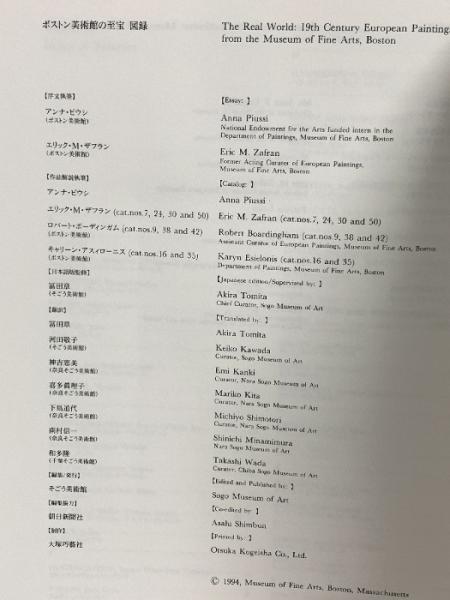 ボストン美術館の至宝 図録
【序文執筆】
アンナ・ピウシ
(ボストン美術館)
エリック・M・ザフラン
(ボストン美術館)
【作品解説執筆】
アンナ・ピウシ
エリック・M・ザフラン (cat.nos.7, 24, 30 and 50)
ロバート・ボーディンガム (cat.nos.9, 38 and 42)
(ボストン美術館)
キャリーン・アスィローニス (cat.nos.16 and 35)
(ボストン美術館)
【日本語版監修】
冨田章
(そごう美術館)
【翻訳】
冨田章
河田敬子
(そごう美術館)
神吉恵美
(奈良そごう美術館)
喜多眞理子
(奈良そごう美術館)
下鳥通代
(奈良そごう美術館)
南村信一
(奈良そごう美術館)
和多隆
(千葉そごう美術館)
【編集/発行】
そごう美術館
【編集協力】
朝日新聞社
【制作】
大塚巧藝社
The Real World: 19th Century European Painting
from the Museum of Fine Arts, Boston
【Essay: 】
Anna Piussi
National Endowment for the Arts funded intern in the
Department of Paintings, Museum of Fine Arts, Boston
Eric M. Zafran
Former Acting Curator of European Paintings,
Museum of Fine Arts, Boston
【Catalog: 】
Anna Piussi
Eric M. Zafran (cat.nos.7, 24, 30 and 50)
Robert Boardingham (cat.nos.9, 38 and 42)
Assistant Curator of European Paintings, Museum of Fine Arts, Boston
Karyn Esielonis (cat.nos.16 and 35)
Department of Paintings, Museum of Fine Arts, Boston
【Japanese edition/Supervised by: 】
Akira Tomita
Chief Curator, Sogo Museum of Art
【Translated by: 】
Akira Tomita
Keiko Kawada
Curator, Sogo Museum of Art
Emi Kanki
Curator, Nara Sogo Museum of Art
Mariko Kita
Curator, Nara Sogo Museum of Art
Michiyo Shimotori
Curator, Nara Sogo Museum of Art
Shinichi Minamimura
Nara Sogo Museum of Art
Takashi Wada
Curator, Chiba Sogo Museum of Art
【Edited and Published by: 】
Sogo Museum of Art
【Co-edited by: 】
Asahi Shimbun
【Printed by: 】
Otsuka Kogeisha Co., Ltd.
© 1994, Museum of Fine Arts, Boston, Massachusetts